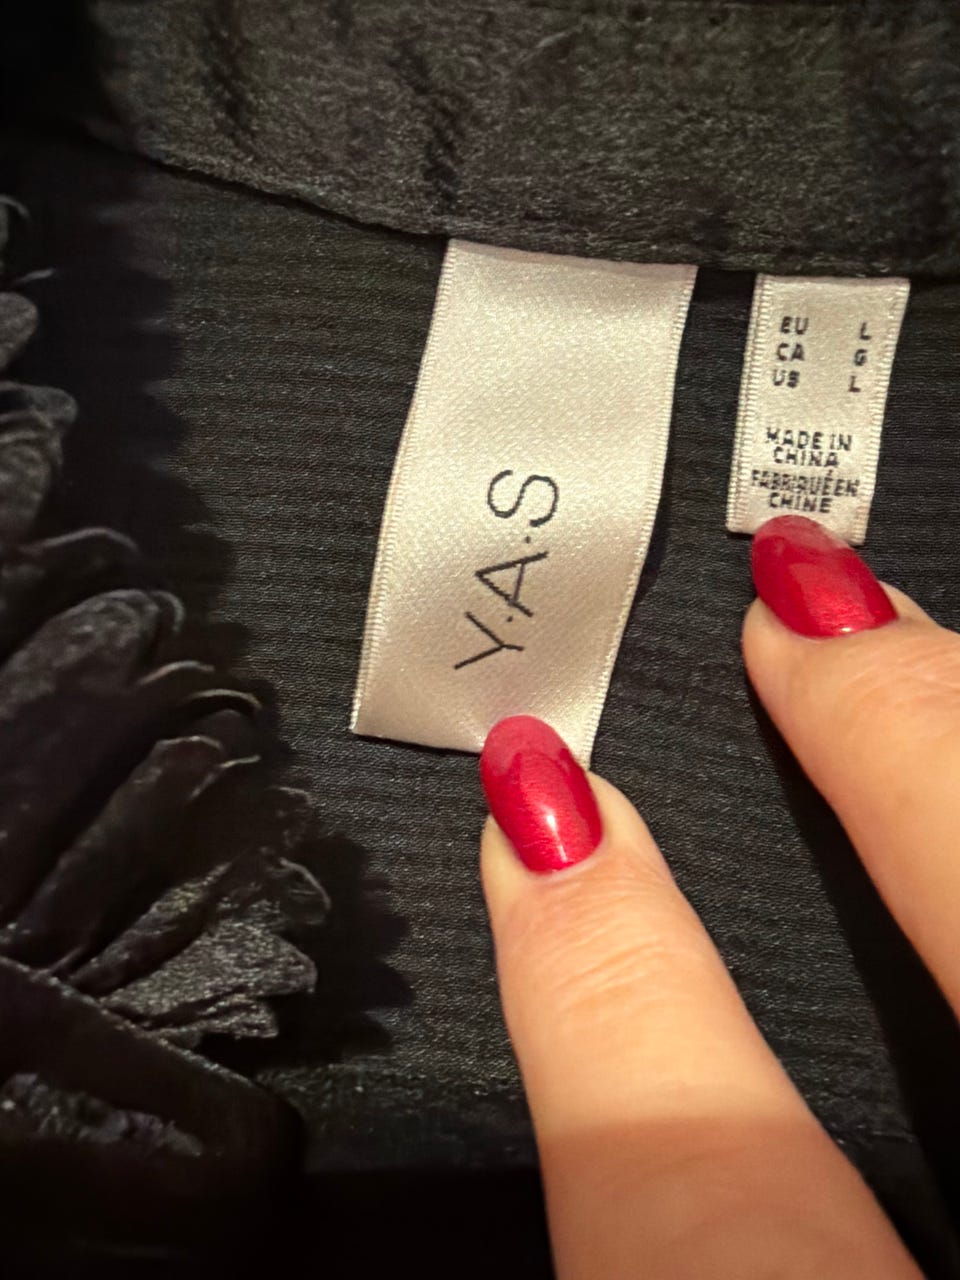 Y.A.S
EU L
CA G
US L
MADE IN
CHINA
FABRIQUÉ EN
CHINE